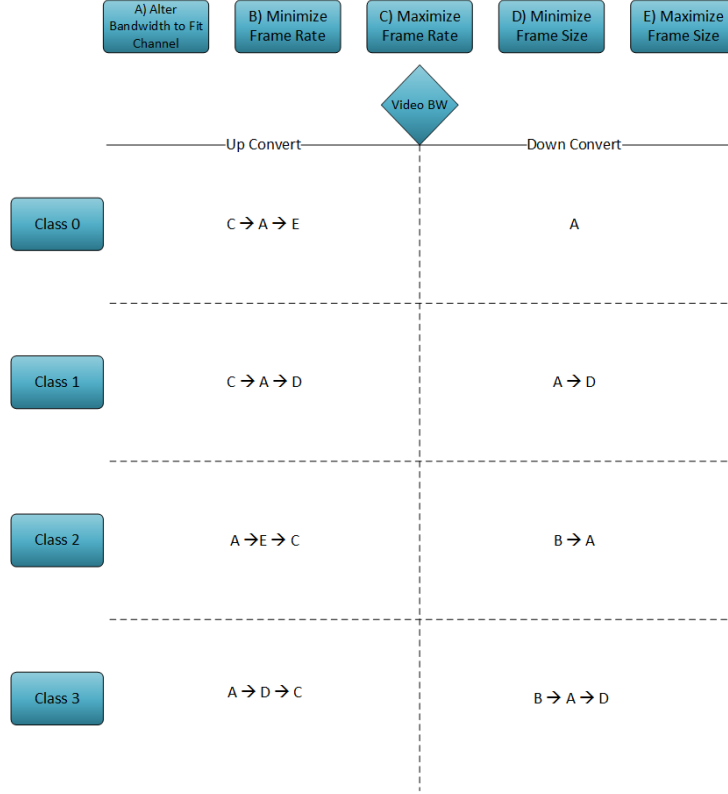 A) Alter
Bandwidth to Fit
Channel
B) Minimize
Frame Rate
C) Maximize
Frame Rate
D) Minimize
Frame Size
E) Maximize
Frame Size
Video BW
Up Convert
Down Convert
Class 0
C → A → E
A
Class 1
C → A → D
A → D
Class 2
A →E → C
B → A
Class 3
A → D → C
B → A → D